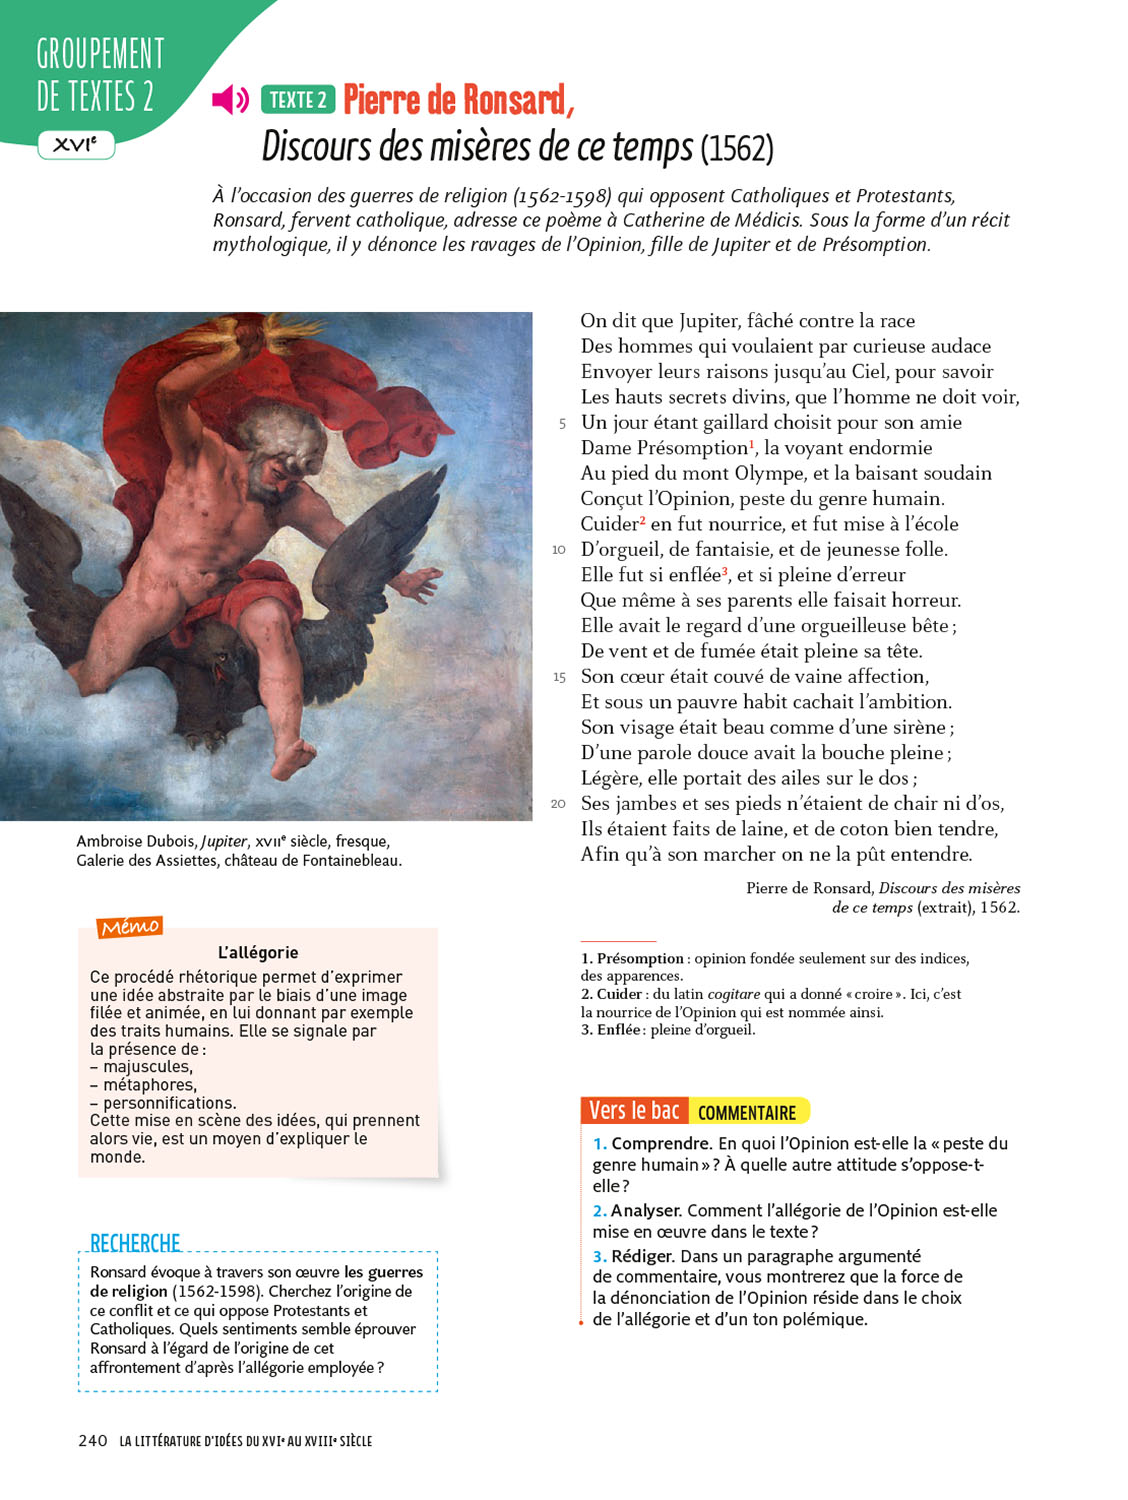 GROUPEMENT
DE TEXTES 2
XVIe
TEXTE 2 Pierre de Ronsard,
Discours des misères de ce temps (1562)
À l’occasion des guerres de religion (1562-1598) qui opposent Catholiques et Protestants,
Ronsard, fervent catholique, adresse ce poème à Catherine de Médicis. Sous la forme d’un récit
mythologique, il y dénonce les ravages de l’Opinion, fille de Jupiter et de Présomption.
On dit que Jupiter, fâché contre la race
Des hommes qui voulaient par curieuse audace
Envoyer leurs raisons jusqu’au Ciel, pour savoir
Les hauts secrets divins, que l’homme ne doit voir,
5 Un jour étant gaillard choisit pour son amie
Dame Présomption1, la voyant endormie
Au pied du mont Olympe, et la baisant soudain
Conçut l’Opinion, peste du genre humain.
Cuider2 en fut nourrice, et fut mise à l’école
10 D’orgueil, de fantaisie, et de jeunesse folle.
Elle fut si enflée3, et si pleine d’erreur
Que même à ses parents elle faisait horreur.
Elle avait le regard d’une orgueilleuse bête ;
De vent et de fumée était pleine sa tête.
15 Son cœur était couvé de vaine affection,
Et sous un pauvre habit cachait l’ambition.
Son visage était beau comme d’une sirène ;
D’une parole douce avait la bouche pleine ;
Légère, elle portait des ailes sur le dos ;
20 Ses jambes et ses pieds n’étaient de chair ni d’os,
Ils étaient faits de laine, et de coton bien tendre,
Afin qu’à son marcher on ne la pût entendre.
Pierre de Ronsard, Discours des misères
de ce temps (extrait), 1562.
Ambroise Dubois, Jupiter, XVIIe siècle, fresque,
Galerie des Assiettes, château de Fontainebleau.
Mémo
L’allégorie
Ce procédé rhétorique permet d’exprimer
une idée abstraite par le biais d’une image
filée et animée, en lui donnant par exemple
des traits humains. Elle se signale par
la présence de :
– majuscules,
– métaphores,
– personnifications.
Cette mise en scène des idées, qui prennent
alors vie, est un moyen d’expliquer le
monde.
RECHERCHE
Ronsard évoque à travers son œuvre les guerres
de religion (1562-1598). Cherchez l’origine de
ce conflit et ce qui oppose Protestants et
Catholiques. Quels sentiments semble éprouver
Ronsard à l’égard de l’origine de cet
affrontement d’après l’allégorie employée ?
1. Présomption : opinion fondée seulement sur des indices,
des apparences.
2. Cuider : du latin cogitare qui a donné « croire ». Ici, c’est
la nourrice de l’Opinion qui est nommée ainsi.
3. Enflée : pleine d’orgueil.
Vers le bac COMMENTAIRE
1. Comprendre. En quoi l’Opinion est-elle la « peste du
genre humain » ? À quelle autre attitude s’oppose-t-
elle ?
2. Analyser. Comment l’allégorie de l’Opinion est-elle
mise en œuvre dans le texte ?
3. Rédiger. Dans un paragraphe argumenté
de commentaire, vous montrerez que la force de
la dénonciation de l’Opinion réside dans le choix
de l’allégorie et d’un ton polémique.
240 LA LITTÉRATURE D’IDÉES DU XVIe AU XVIIIe SIÈCLE